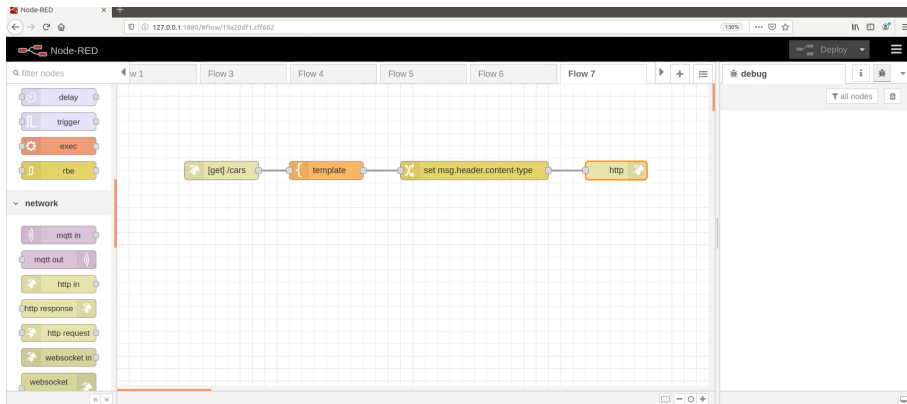 Node-RED
127.0.0.1:1880/#flow/19a20df1.cff602
130%
Node-RED
Deploy
filter nodes
w 1
Flow 3
Flow 4
Flow 5
Flow 6
Flow 7
debug
i
all nodes
delay
trigger
exec
rbe
network
mqtt in
mqtt out
http in
http response
http request
websocket in
websocket
[get] /cars
template
set msg.header.content-type
http